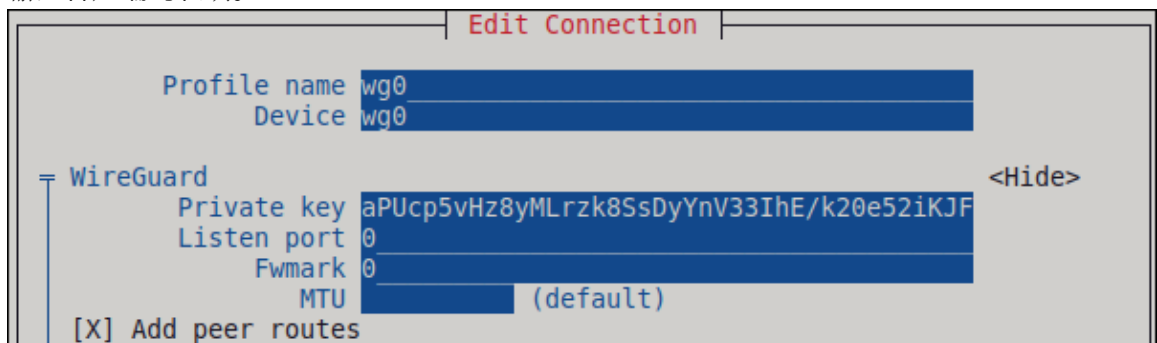 Edit Connection
Profile name wg0
Device wg0
WireGuard <Hide>
Private key aPUcp5vHz8yMLrzk8SsDyYnV33IhE/k20e52iKJF
Listen port 0
Fwmark 0
MTU (default)
[X] Add peer routes